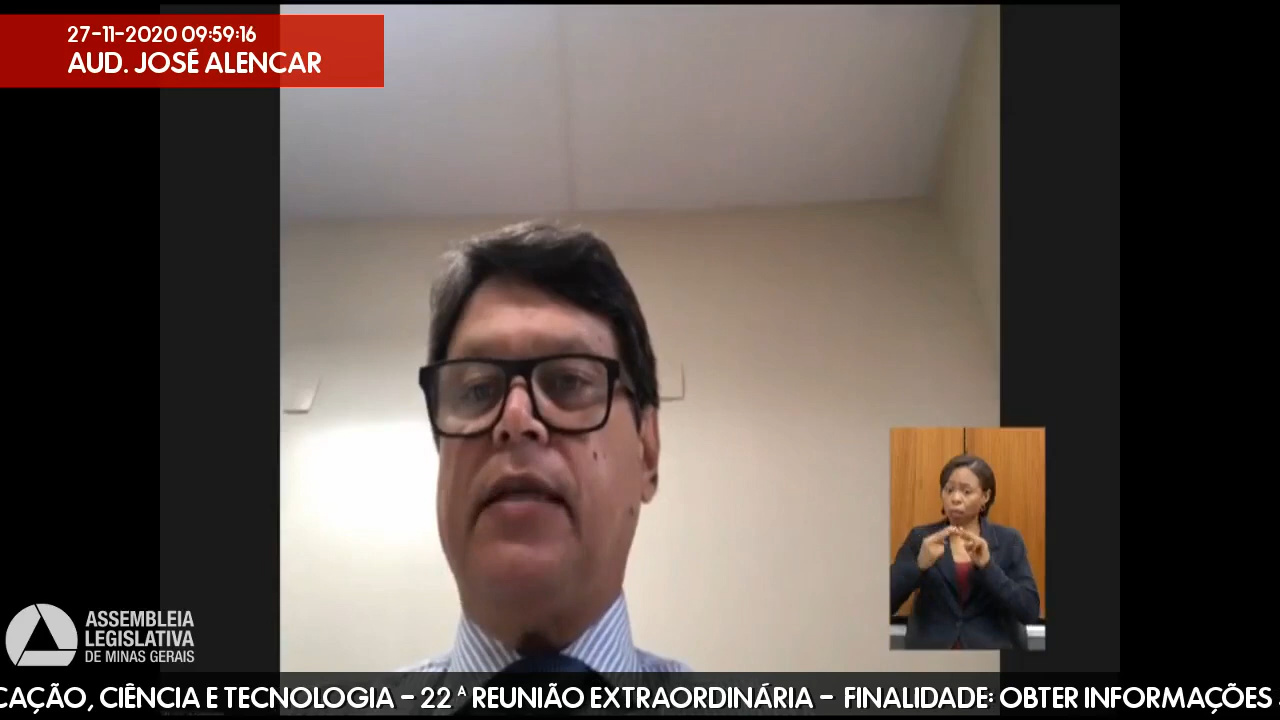 27-11-2020 09:59:16
AUD. JOSÉ ALENCAR
ASSEMBLEIA
LEGISLATIVA
DE MINAS GERAIS
CAÇÃO, CIÊNCIA E TECNOLOGIA - 22ª REUNIÃO EXTRAORDINÁRIA - FINALIDADE: OBTER INFORMAÇÕES